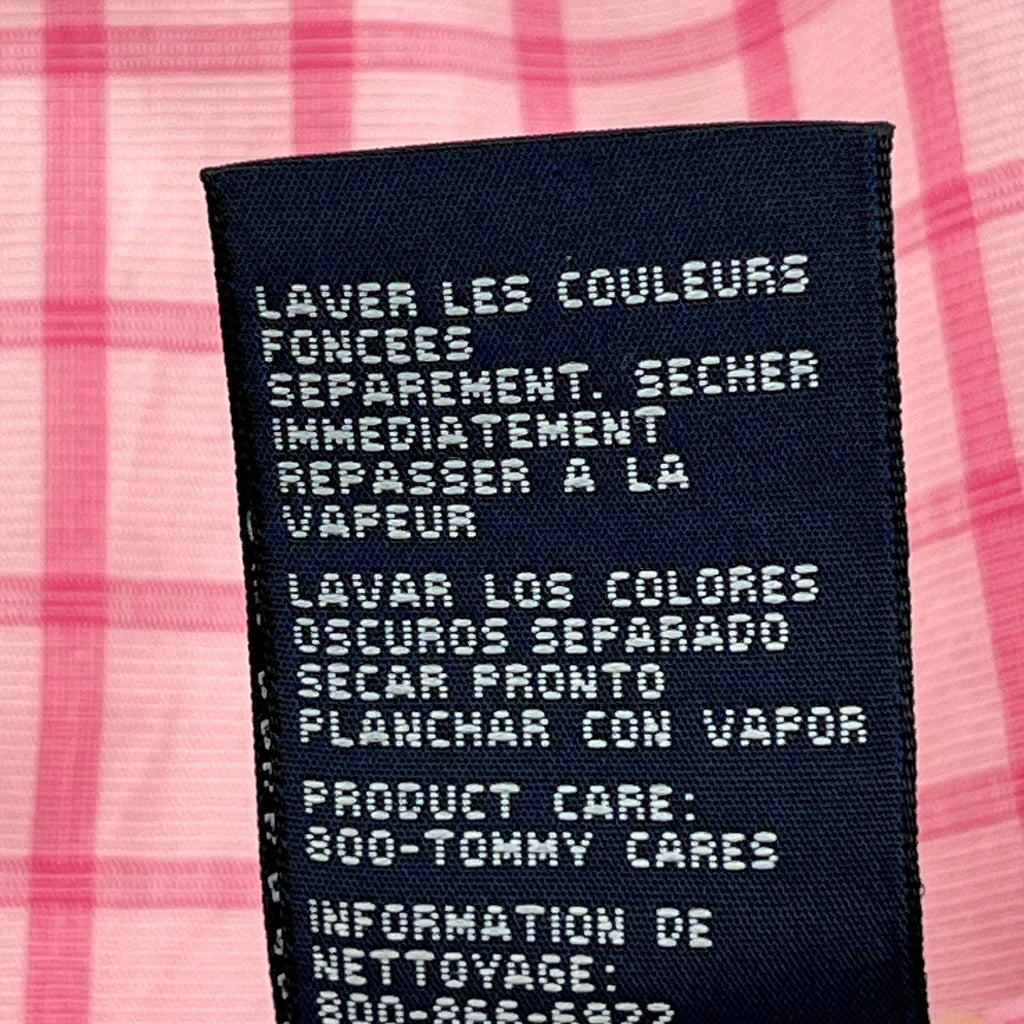 LAVER LES COULEURS
FONCEES
SEPAREMENT. SECHER
IMMEDIATEMENT
REPASSER A LA
VAPEUR
LAVAR LOS COLORES
OSCUROS SEPARADO
SECAR PRONTO
PLANCHAR CON VAPOR
PRODUCT CARE:
800-TOMMY CARES
INFORMATION DE
NETTOYAGE: